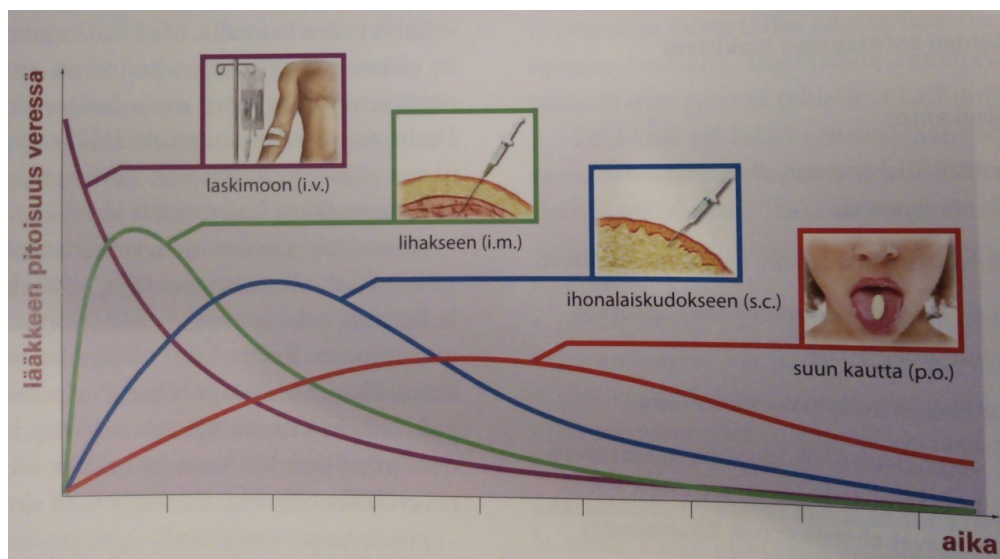 lääkkeen pitoisuus veressä
laskimoon (i.v.)
lihakseen (i.m.)
ihonalaiskudokseen (s.c.)
suun kautta (p.o.)
aika